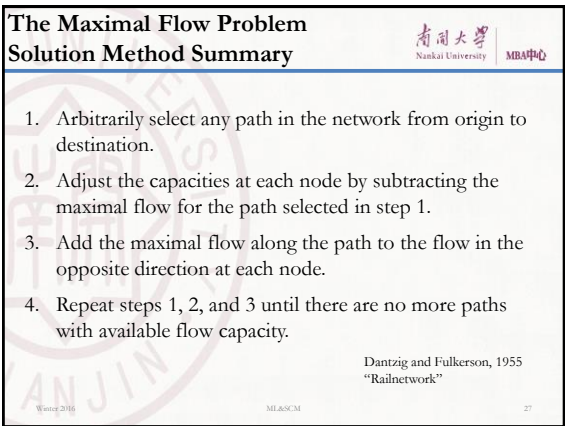 The Maximal Flow Problem
Solution Method Summary
南開大學
Nankai University
MBA中心
1. Arbitrarily select any path in the network from origin to
destination.
2. Adjust the capacities at each node by subtracting the
maximal flow for the path selected in step 1.
3. Add the maximal flow along the path to the flow in the
opposite direction at each node.
4. Repeat steps 1, 2, and 3 until there are no more paths
with available flow capacity.
Dantzig and Fulkerson, 1955
“Railnetwork”
Winter 2016
ML&SCM
27